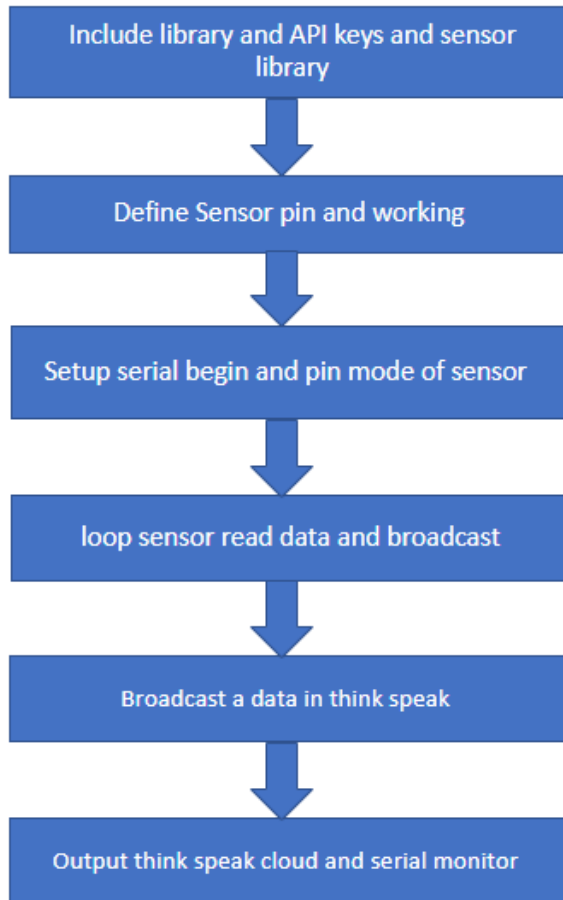 Include library and API keys and sensor
library
Define Sensor pin and working
Setup serial begin and pin mode of sensor
loop sensor read data and broadcast
Broadcast a data in think speak
Output think speak cloud and serial monitor